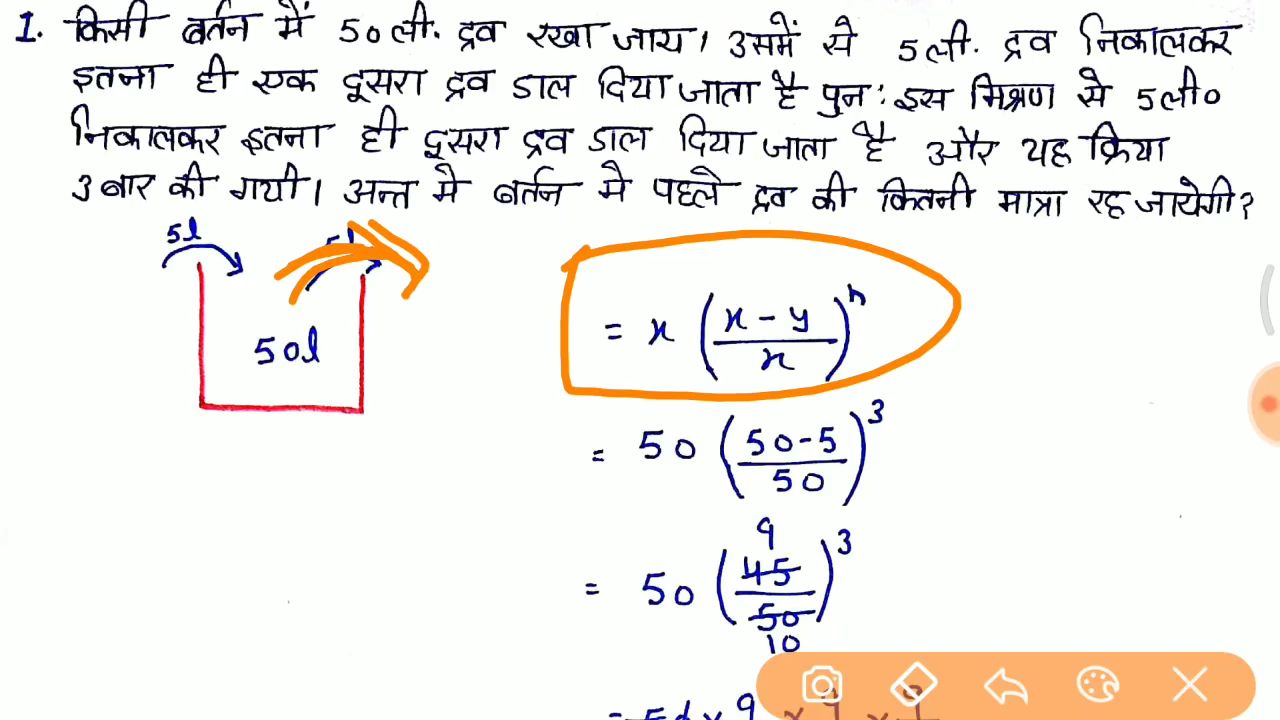 1. किसी बर्तन में 50 ली. द्रव रखा जाय। उसमें से 5 ली. द्रव निकालकर
इतना ही एक दूसरा द्रव डाल दिया जाता है पुनः इस मिश्रण से 5 ली०
निकालकर इतना ही दूसरा द्रव डाल दिया जाता है और यह क्रिया
3 बार की गयी। अन्त मे बर्तन मे पहले द्रव की कितनी मात्रा रह जायेगी?
5l
50l
= x (x - y / x)^n
= 50 (50 - 5 / 50)^3
9
= 50 (45 / 50)^3
10